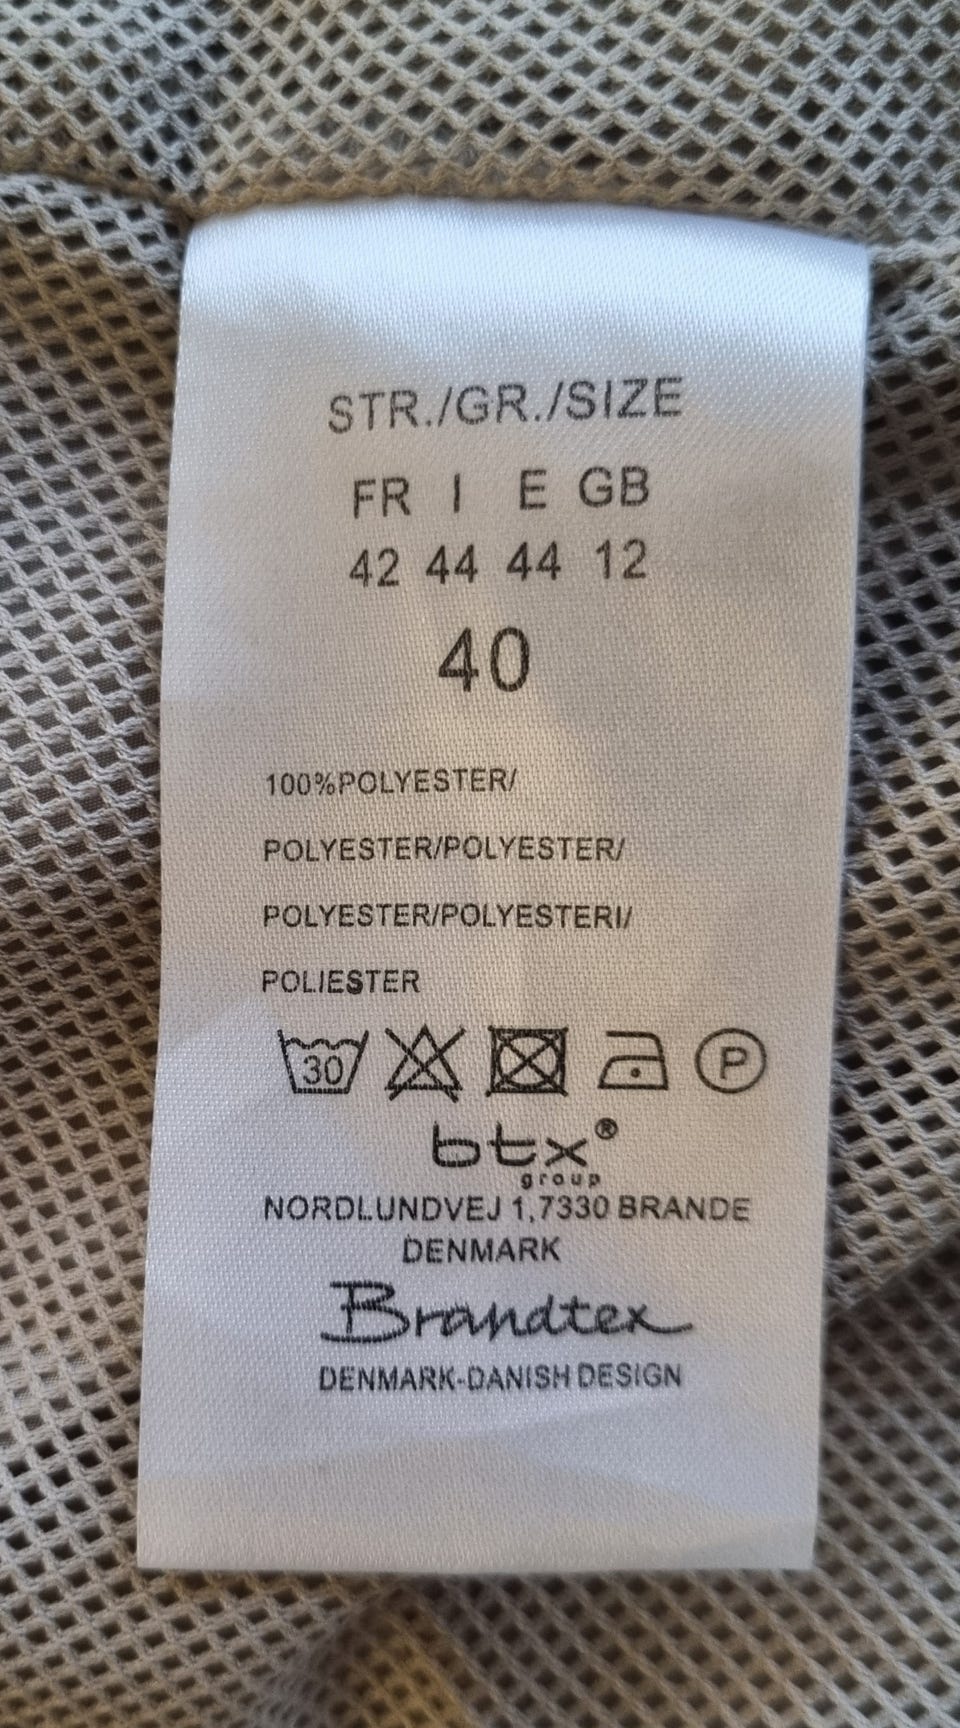 STR./GR./SIZE
FR I E GB
42 44 44 12
40
100%POLYESTER/
POLYESTER/POLYESTER/
POLYESTER/POLYESTERI/
POLIESTER
30 P
btx®
group
NORDLUNDVEJ 1,7330 BRANDE
DENMARK
Brandtex
DENMARK-DANISH DESIGN